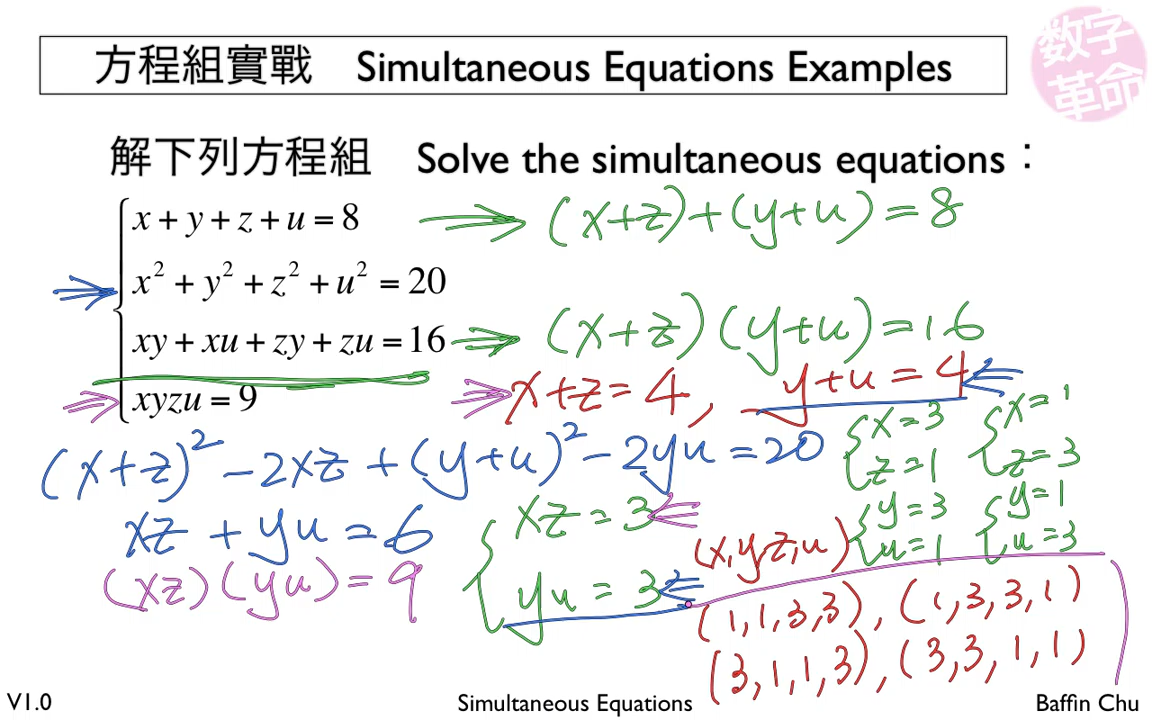 方程組實戰 Simultaneous Equations Examples
数字
革命
解下列方程組 Solve the simultaneous equations：
x + y + z + u = 8
(x+z)+(y+u)=8
x² + y² + z² + u² = 20
xy + xu + zy + zu = 16
(x+z)(y+u)=16
xyzu = 9
x+z=4, y+u=4
(x+z)²-2xz+(y+u)²-2yu=20
x=3
z=1
x=1
z=3
xz+yu=6
xz=3
y=3
u=1
y=1
u=3
(xz)(yu)=9
yu=3
(x,y,z,u)
(1,1,3,3), (1,3,3,1)
(3,1,1,3), (3,3,1,1)
V1.0 Simultaneous Equations Baffin Chu